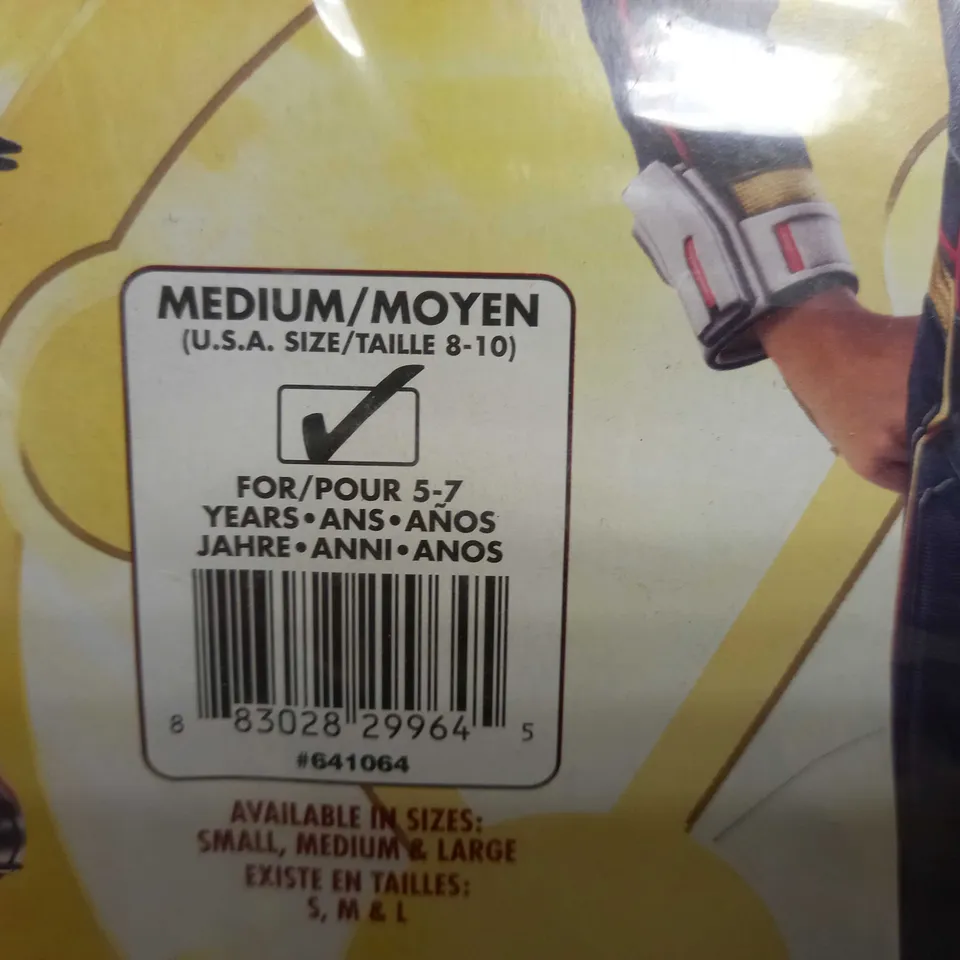 MEDIUM/MOYEN
(U.S.A. SIZE/TAILLE 8-10)
FOR/POUR 5-7
YEARS•ANS•AÑOS
JAHRE•ANNI•ANOS
8 83028 29964 5
#641064
AVAILABLE IN SIZES:
SMALL, MEDIUM & LARGE
EXISTE EN TAILLES:
S, M & L